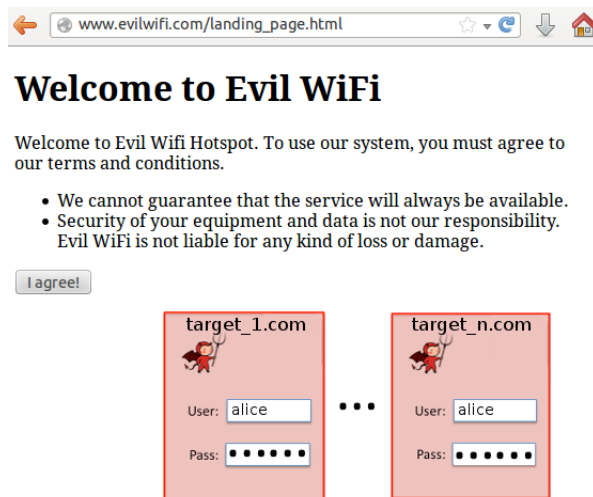 www.evilwifi.com/landing_page.html
Welcome to Evil WiFi
Welcome to Evil Wifi Hotspot. To use our system, you must agree to
our terms and conditions.
• We cannot guarantee that the service will always be available.
• Security of your equipment and data is not our responsibility.
Evil WiFi is not liable for any kind of loss or damage.
I agree!
target_1.com
User: alice
Pass: ••••••
...
target_n.com
User: alice
Pass: ••••••